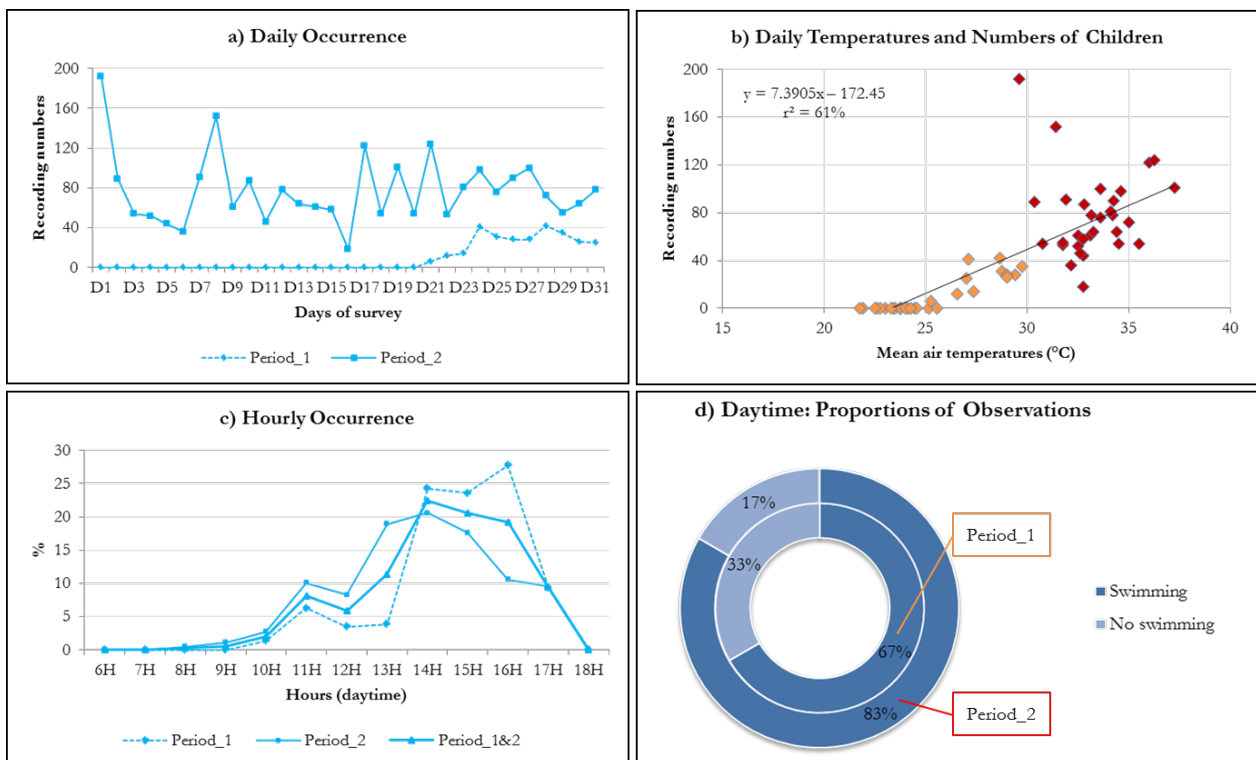 a) Daily Occurrence
Recording numbers
200
160
120
80
40
0
D1 D3 D5 D7 D9 D11 D13 D15 D17 D19 D21 D23 D25 D27 D29 D31
Days of survey
Period_1 Period_2
b) Daily Temperatures and Numbers of Children
y = 7.3905x – 172.45
r² = 61%
Recording numbers
200
160
120
80
40
0
15 20 25 30 35 40
Mean air temperatures (°C)
c) Hourly Occurrence
%
30
25
20
15
10
5
0
6H 7H 8H 9H 10H 11H 12H 13H 14H 15H 16H 17H 18H
Hours (daytime)
Period_1 Period_2 Period_1&2
d) Daytime: Proportions of Observations
17%
33%
67%
83%
Period_1
Period_2
Swimming
No swimming